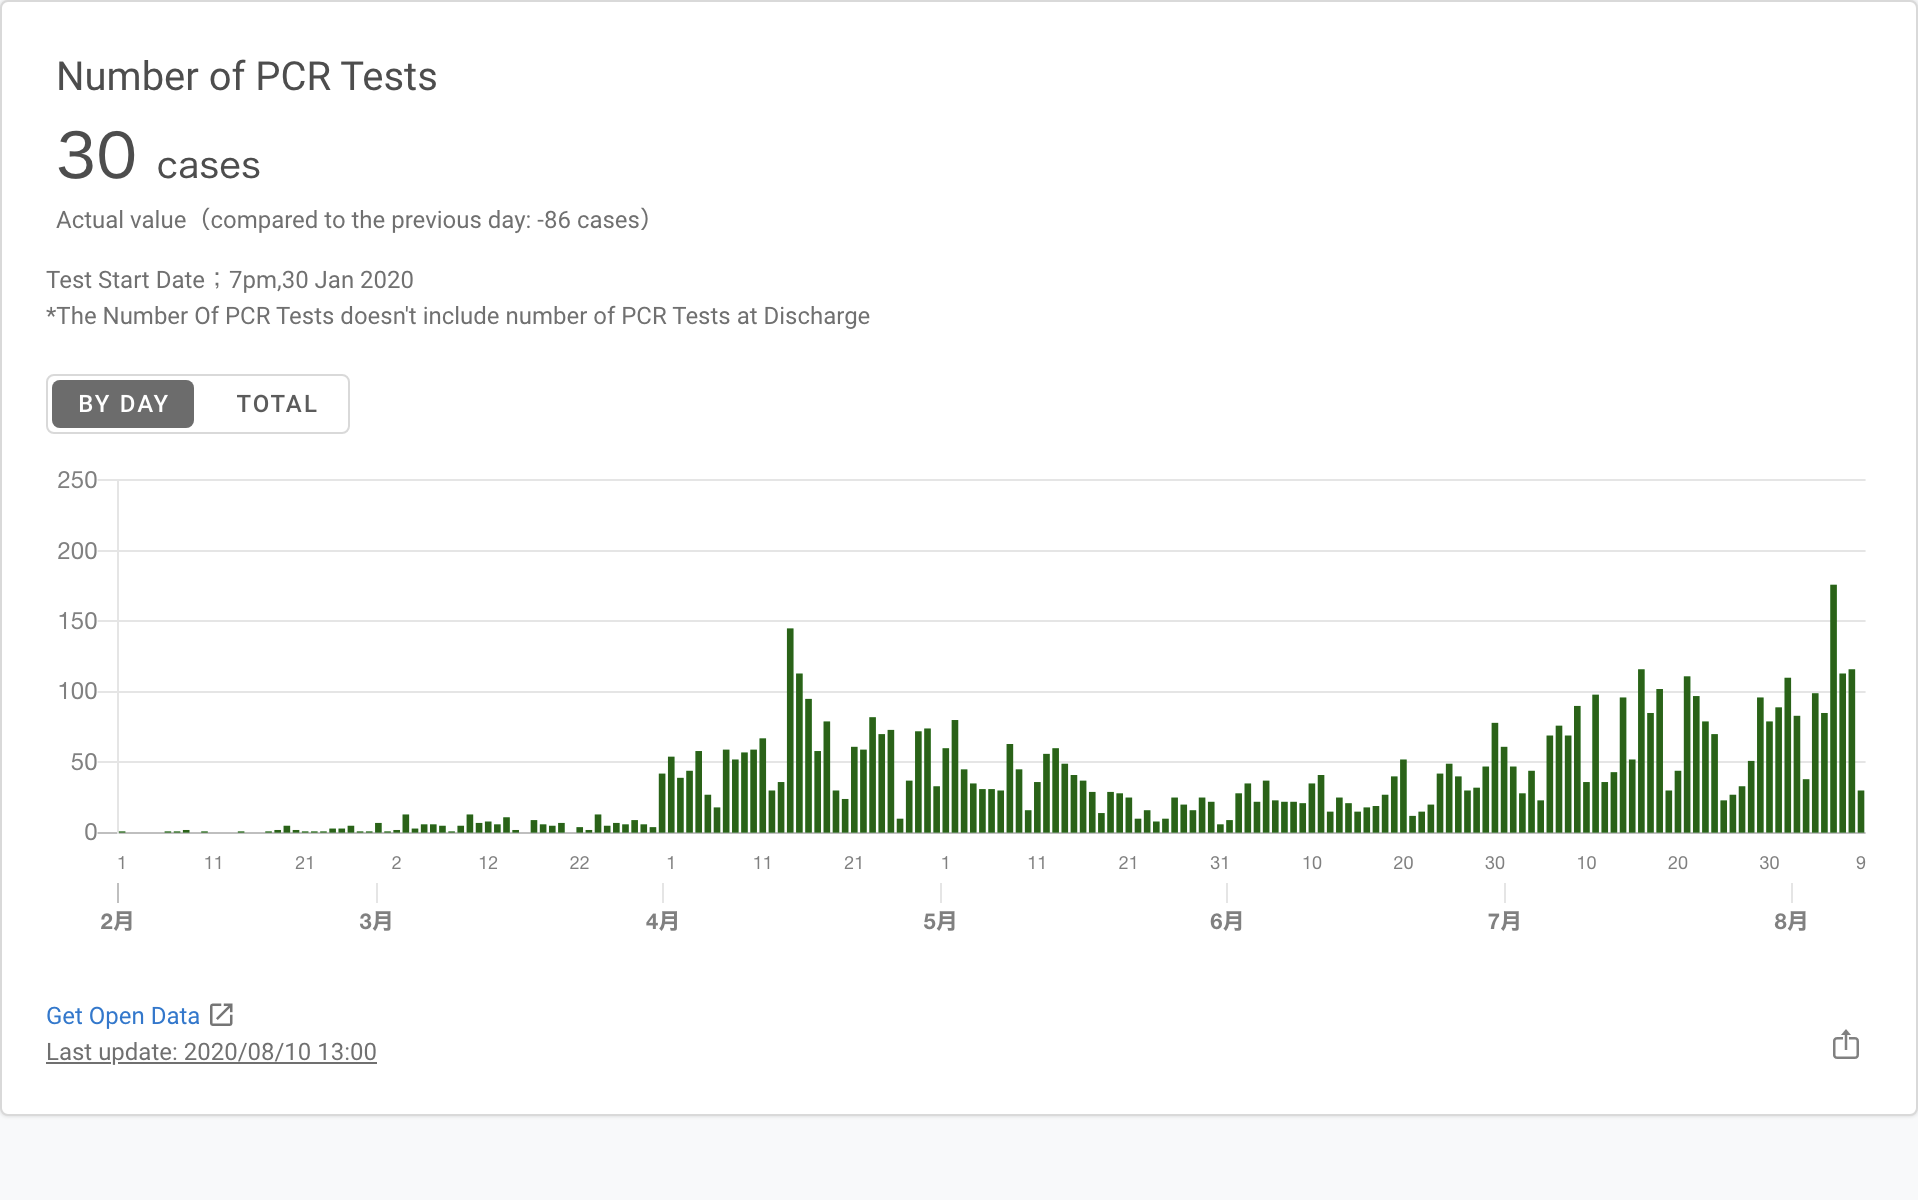 Number of PCR Tests
30 cases
Actual value（compared to the previous day: -86 cases）
Test Start Date；7pm,30 Jan 2020
*The Number Of PCR Tests doesn't include number of PCR Tests at Discharge
BY DAY TOTAL
250
200
150
100
50
0
1 11 21 2 12 22 1 11 21 1 11 21 31 10 20 30 10 20 30 9
2月 3月 4月 5月 6月 7月 8月
Get Open Data
Last update: 2020/08/10 13:00